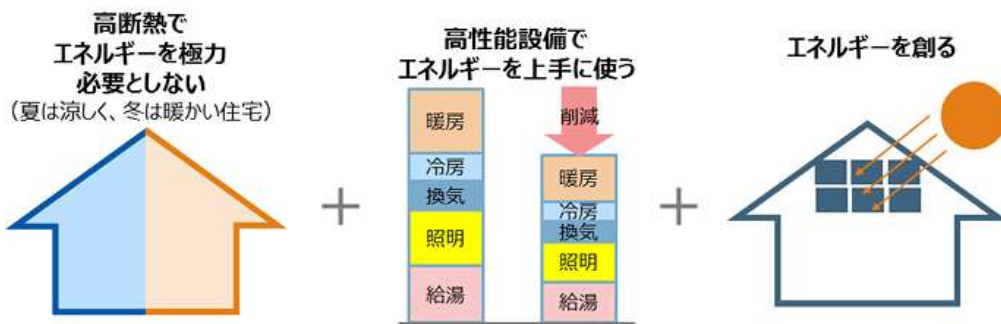 高断熱で
エネルギーを極力
必要としない
(夏は涼しく、冬は暖かい住宅)
高性能設備で
エネルギーを上手に使う
暖房
冷房
換気
照明
給湯
削減
暖房
冷房
換気
照明
給湯
エネルギーを創る